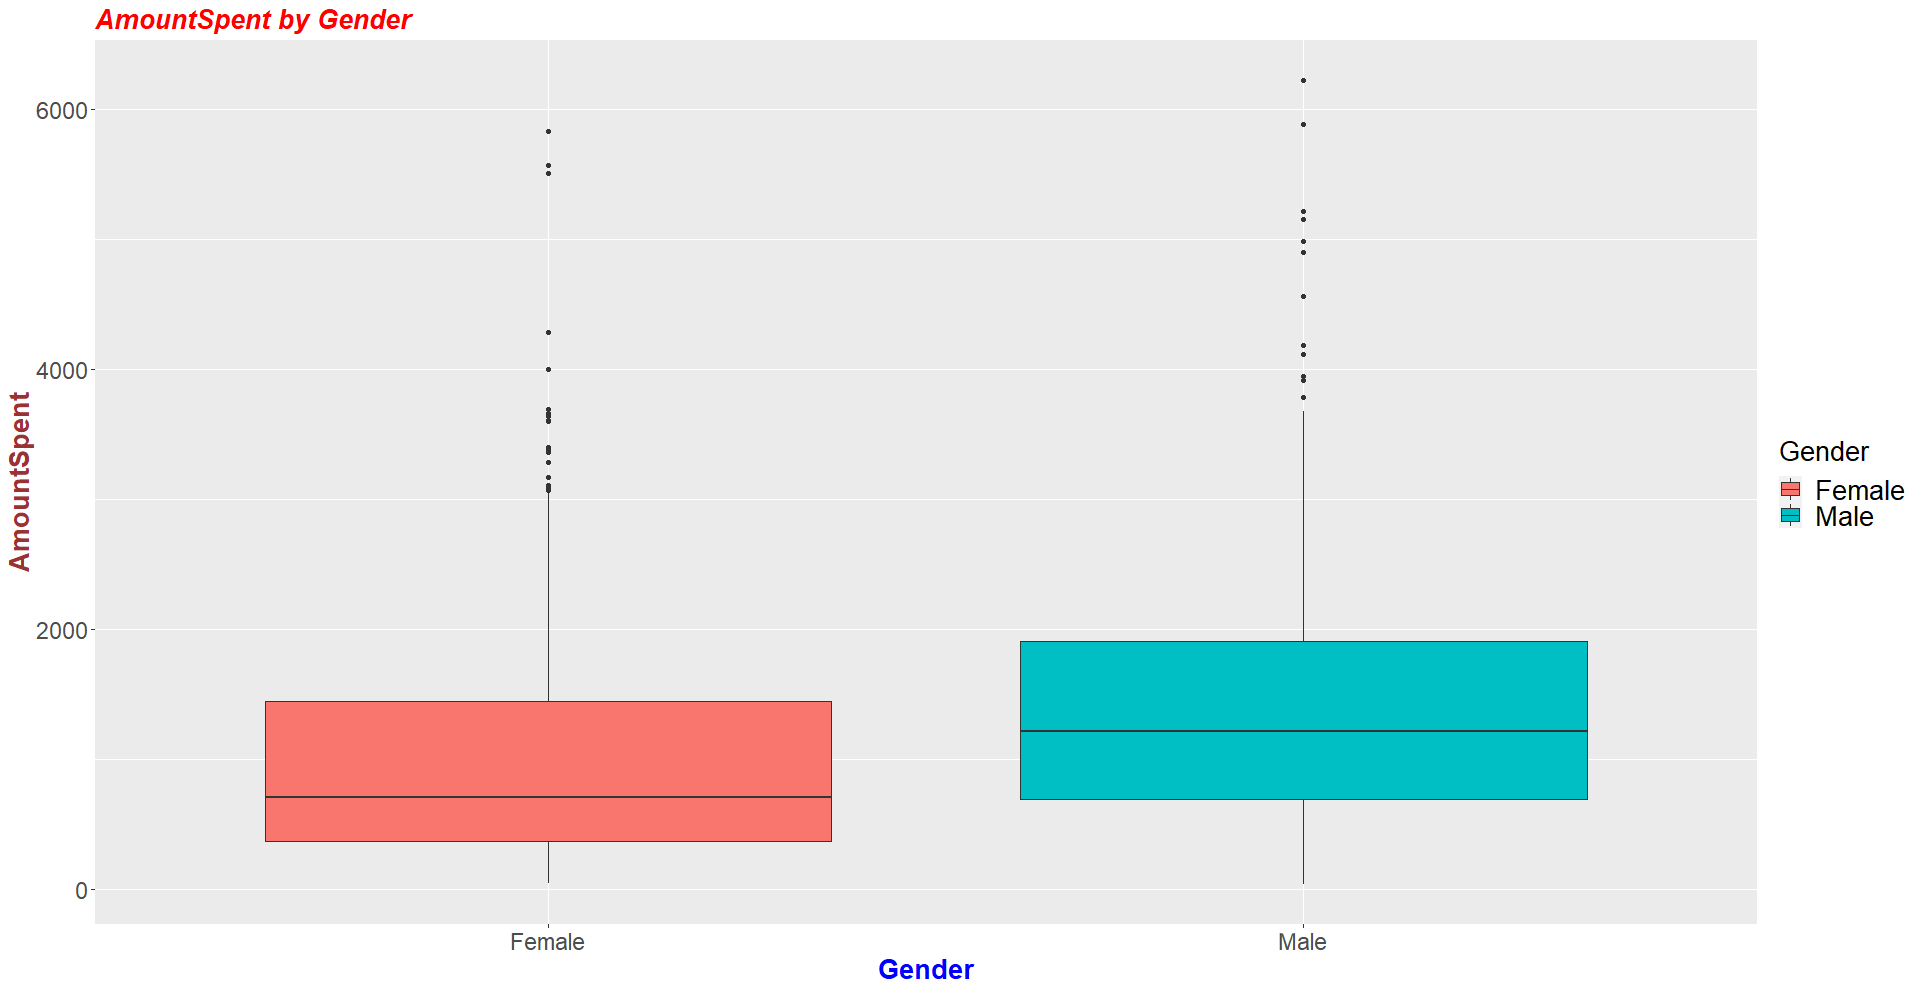 AmountSpent by Gender
6000
4000
2000
0
AmountSpent
Female
Male
Gender
Gender
Female
Male